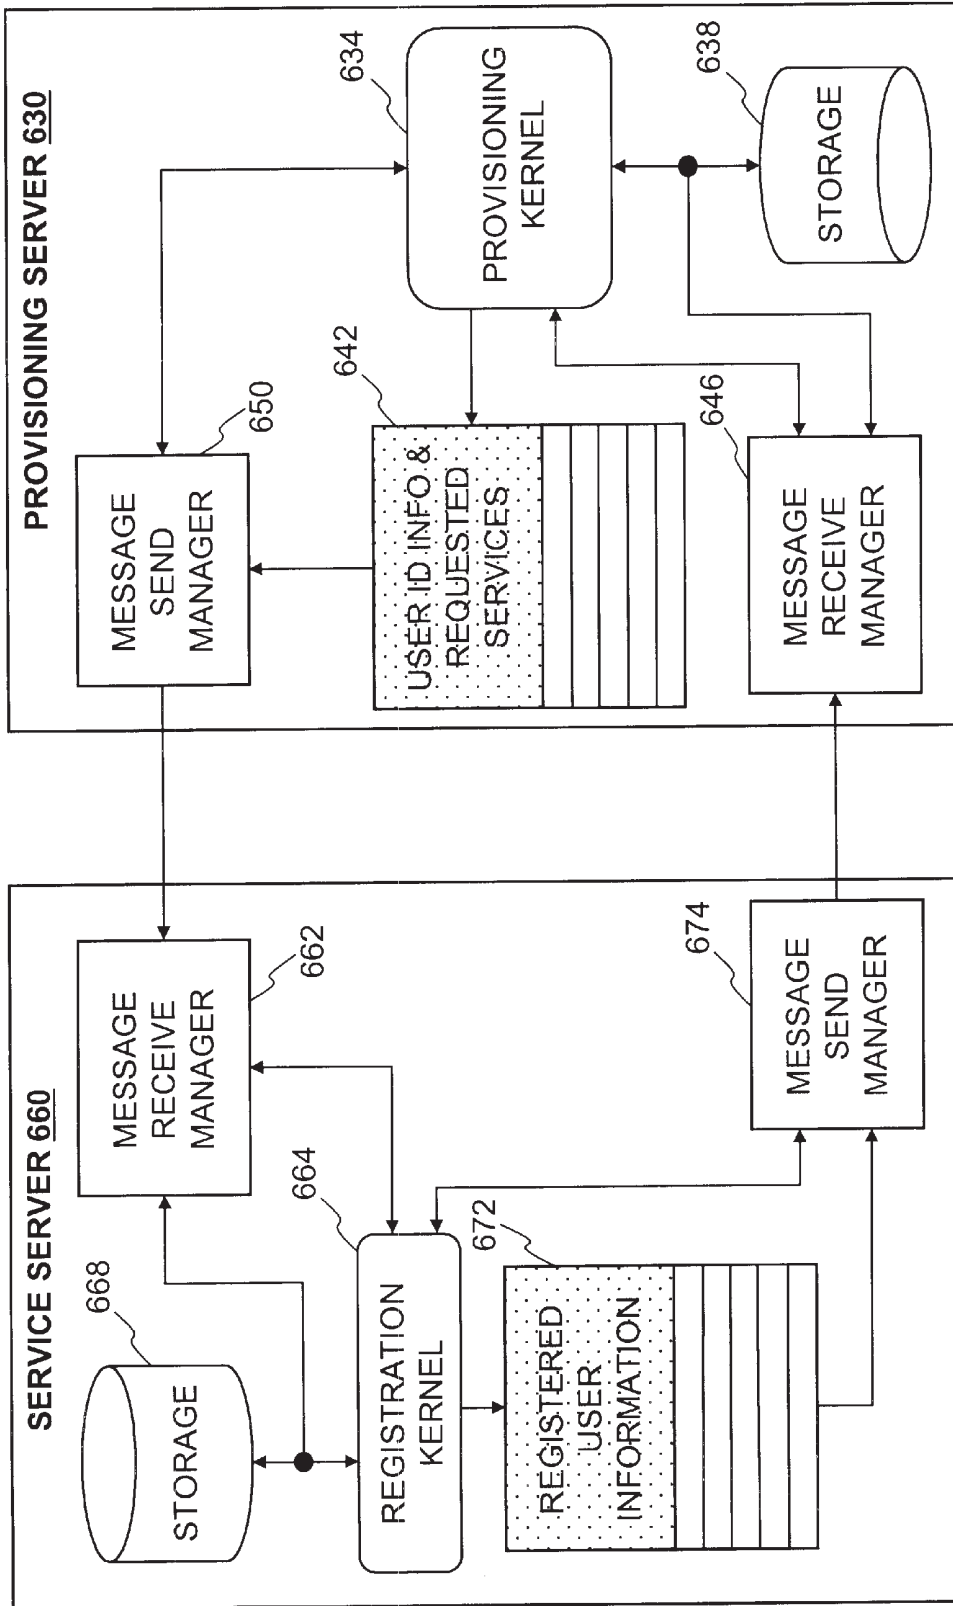 SERVICE SERVER 660
668
STORAGE
MESSAGE
RECEIVE
MANAGER
662
664
REGISTRATION
KERNEL
672
REGISTERED
USER
INFORMATION
674
MESSAGE
SEND
MANAGER
PROVISIONING SERVER 630
MESSAGE
SEND
MANAGER
650
634
PROVISIONING
KERNEL
642
USER ID INFO &
REQUESTED
SERVICES
638
STORAGE
646
MESSAGE
RECEIVE
MANAGER